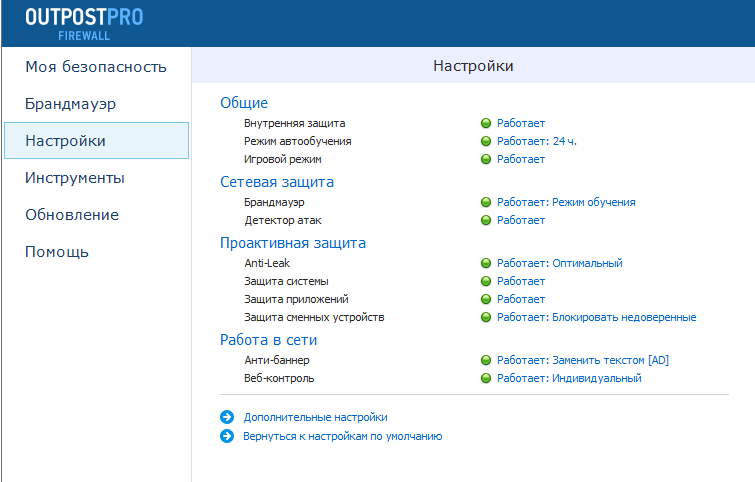 OUTPOSTPRO
FIREWALL
Моя безопасность
Брандмауэр
Настройки
Инструменты
Обновление
Помощь
Настройки
Общие
Внутренняя защита Работает
Режим автообучения Работает: 24 ч.
Игровой режим Работает
Сетевая защита
Брандмауэр Работает: Режим обучения
Детектор атак Работает
Проактивная защита
Anti-Leak Работает: Оптимальный
Защита системы Работает
Защита приложений Работает
Защита сменных устройств Работает: Блокировать недоверенные
Работа в сети
Анти-баннер Работает: Заменить текстом [AD]
Веб-контроль Работает: Индивидуальный
Дополнительные настройки
Вернуться к настройкам по умолчанию